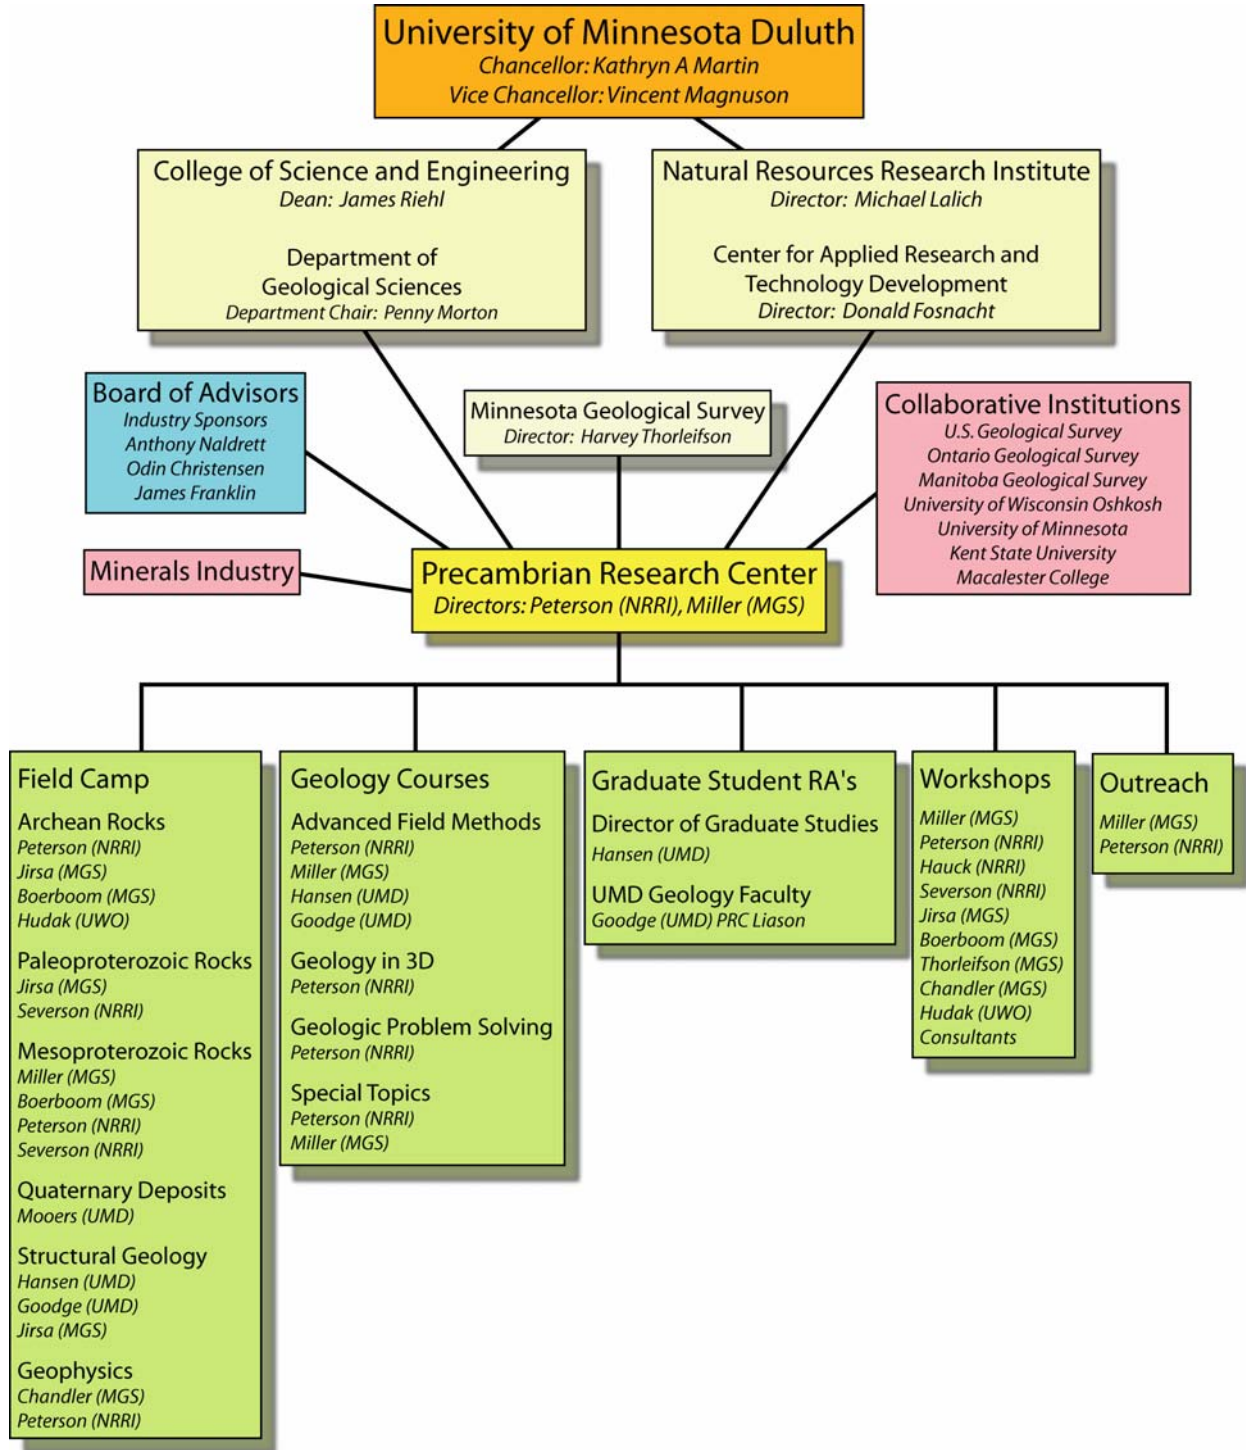 University of Minnesota Duluth
Chancellor: Kathryn A Martin
Vice Chancellor: Vincent Magnuson
College of Science and Engineering
Dean: James Riehl
Department of
Geological Sciences
Department Chair: Penny Morton
Natural Resources Research Institute
Director: Michael Lalich
Center for Applied Research and
Technology Development
Director: Donald Fosnacht
Board of Advisors
Industry Sponsors
Anthony Naldrett
Odin Christensen
James Franklin
Minnesota Geological Survey
Director: Harvey Thorleifson
Collaborative Institutions
U.S. Geological Survey
Ontario Geological Survey
Manitoba Geological Survey
University of Wisconsin Oshkosh
University of Minnesota
Kent State University
Macalester College
Minerals Industry
Precambrian Research Center
Directors: Peterson (NRRI), Miller (MGS)
Field Camp
Archean Rocks
Peterson (NRRI)
Jirsa (MGS)
Boerboom (MGS)
Hudak (UWO)
Paleoproterozoic Rocks
Jirsa (MGS)
Severson (NRRI)
Mesoproterozoic Rocks
Miller (MGS)
Boerboom (MGS)
Peterson (NRRI)
Severson (NRRI)
Quaternary Deposits
Mooers (UMD)
Structural Geology
Hansen (UMD)
Goodge (UMD)
Jirsa (MGS)
Geophysics
Chandler (MGS)
Peterson (NRRI)
Geology Courses
Advanced Field Methods
Peterson (NRRI)
Miller (MGS)
Hansen (UMD)
Goodge (UMD)
Geology in 3D
Peterson (NRRI)
Geologic Problem Solving
Peterson (NRRI)
Special Topics
Peterson (NRRI)
Miller (MGS)
Graduate Student RA's
Director of Graduate Studies
Hansen (UMD)
UMD Geology Faculty
Goodge (UMD) PRC Liason
Workshops
Miller (MGS)
Peterson (NRRI)
Hauck (NRRI)
Severson (NRRI)
Jirsa (MGS)
Boerboom (MGS)
Thorleifson (MGS)
Chandler (MGS)
Hudak (UWO)
Consultants
Outreach
Miller (MGS)
Peterson (NRRI)